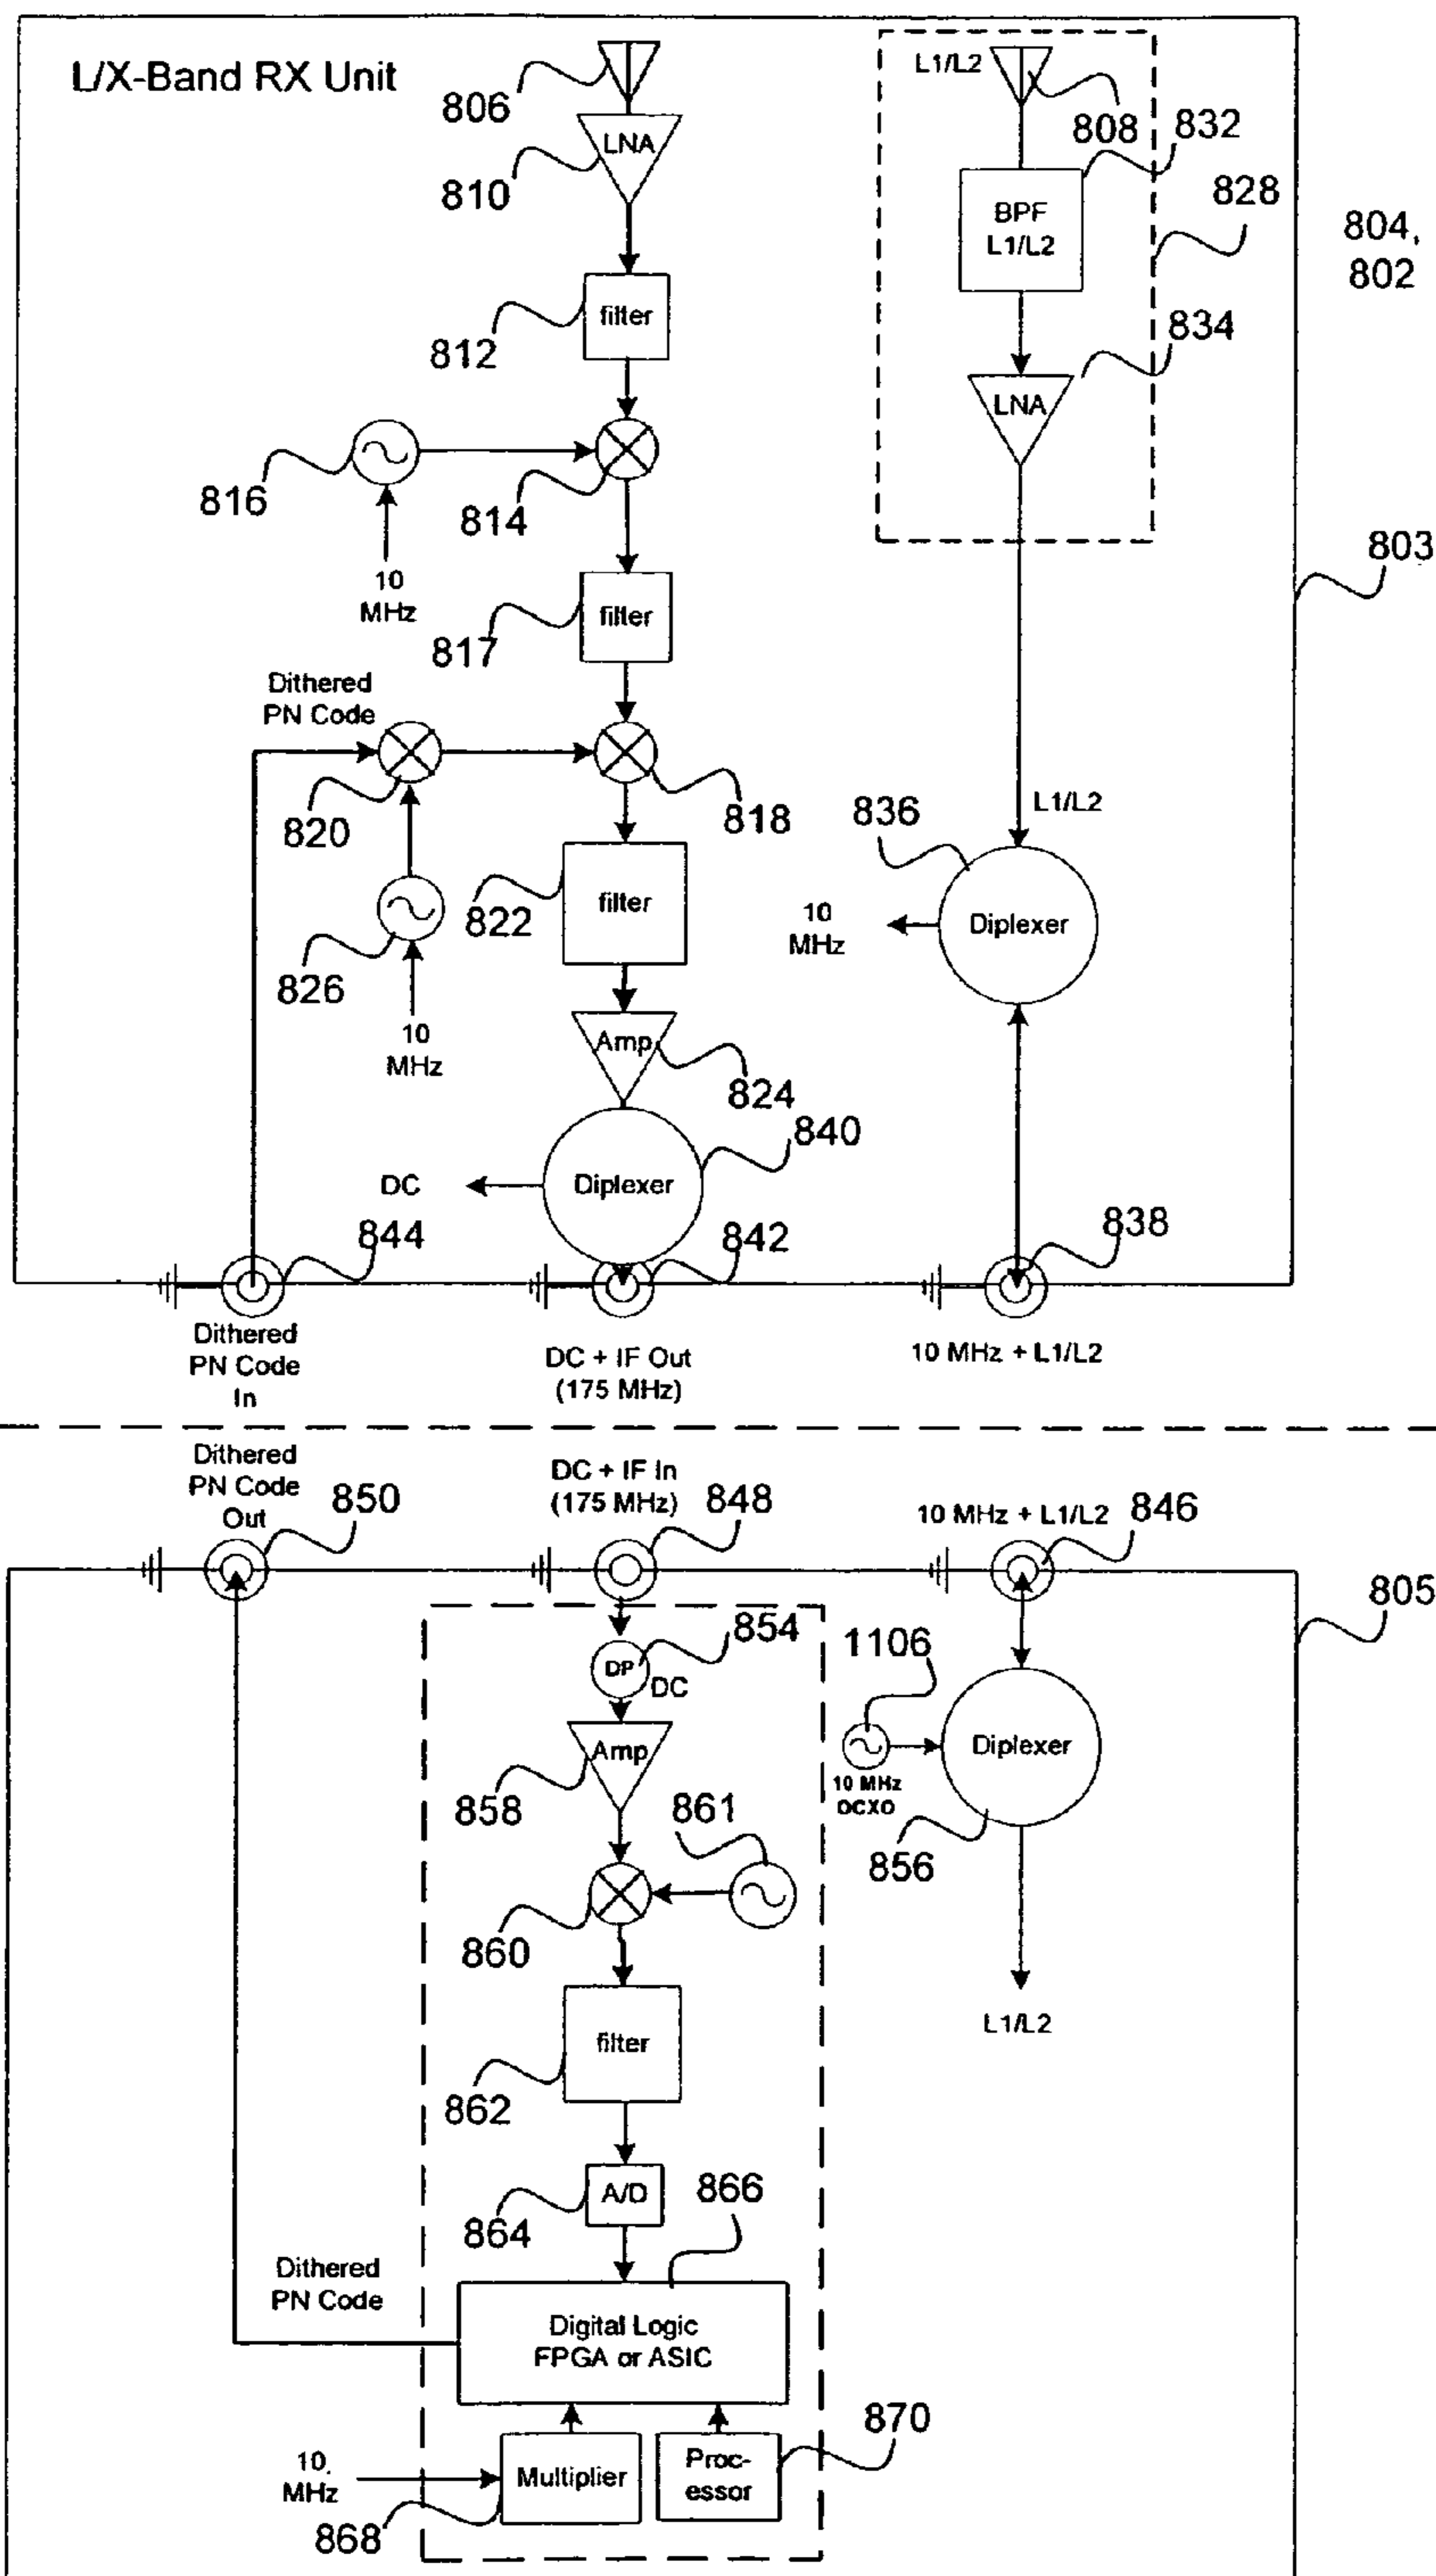 L/X-Band RX Unit
806
LNA
810
filter
812
816
814
10
MHz
filter
817
Dithered
PN Code
820
818
826
10
MHz
filter
822
Amp
824
840
DC
Diplexer
844
842
L1/L2
808
832
BPF
L1/L2
828
834
LNA
804,
802
803
L1/L2
836
10
MHz
Diplexer
838
Dithered
PN Code
In
DC + IF Out
(175 MHz)
10 MHz + L1/L2
Dithered
PN Code
Out
850
DC + IF In
(175 MHz)
848
10 MHz + L1/L2
846
805
854
DP
DC
Amp
858
861
860
filter
862
A/D
864
866
Dithered
PN Code
Digital Logic
FPGA or ASIC
10
MHz
Multiplier
868
Proc-
essor
870
1106
10 MHz
OCXO
Diplexer
856
L1/L2